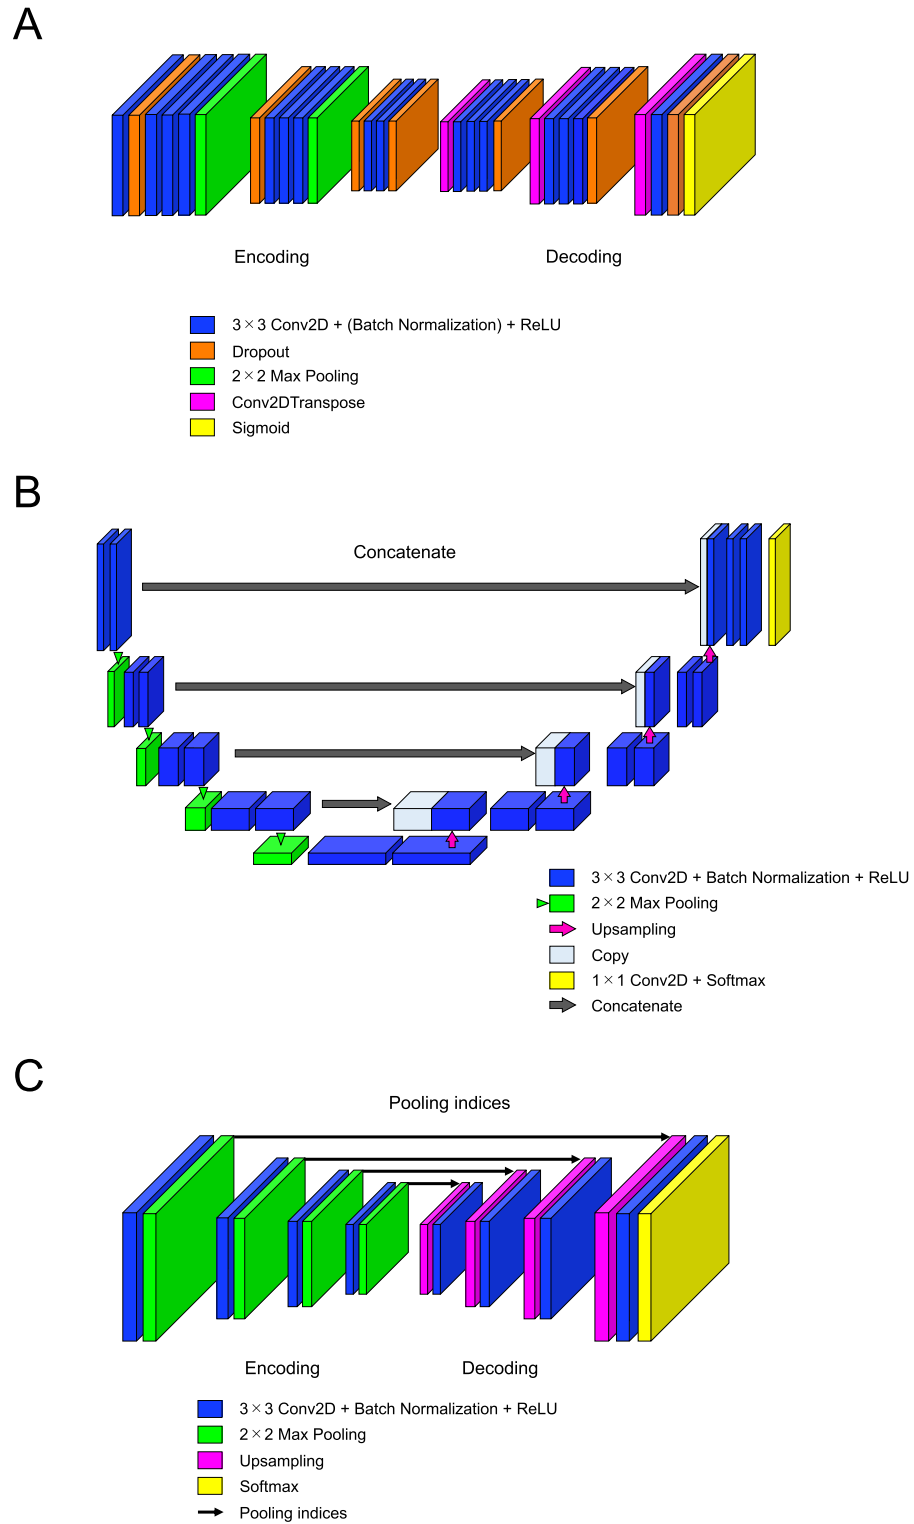 A
Encoding
Decoding
3×3 Conv2D + (Batch Normalization) + ReLU
Dropout
2×2 Max Pooling
Conv2DTranspose
Sigmoid
B
Concatenate
3×3 Conv2D + Batch Normalization + ReLU
2×2 Max Pooling
Upsampling
Copy
1×1 Conv2D + Softmax
Concatenate
C
Pooling indices
Encoding
Decoding
3×3 Conv2D + Batch Normalization + ReLU
2×2 Max Pooling
Upsampling
Softmax
Pooling indices